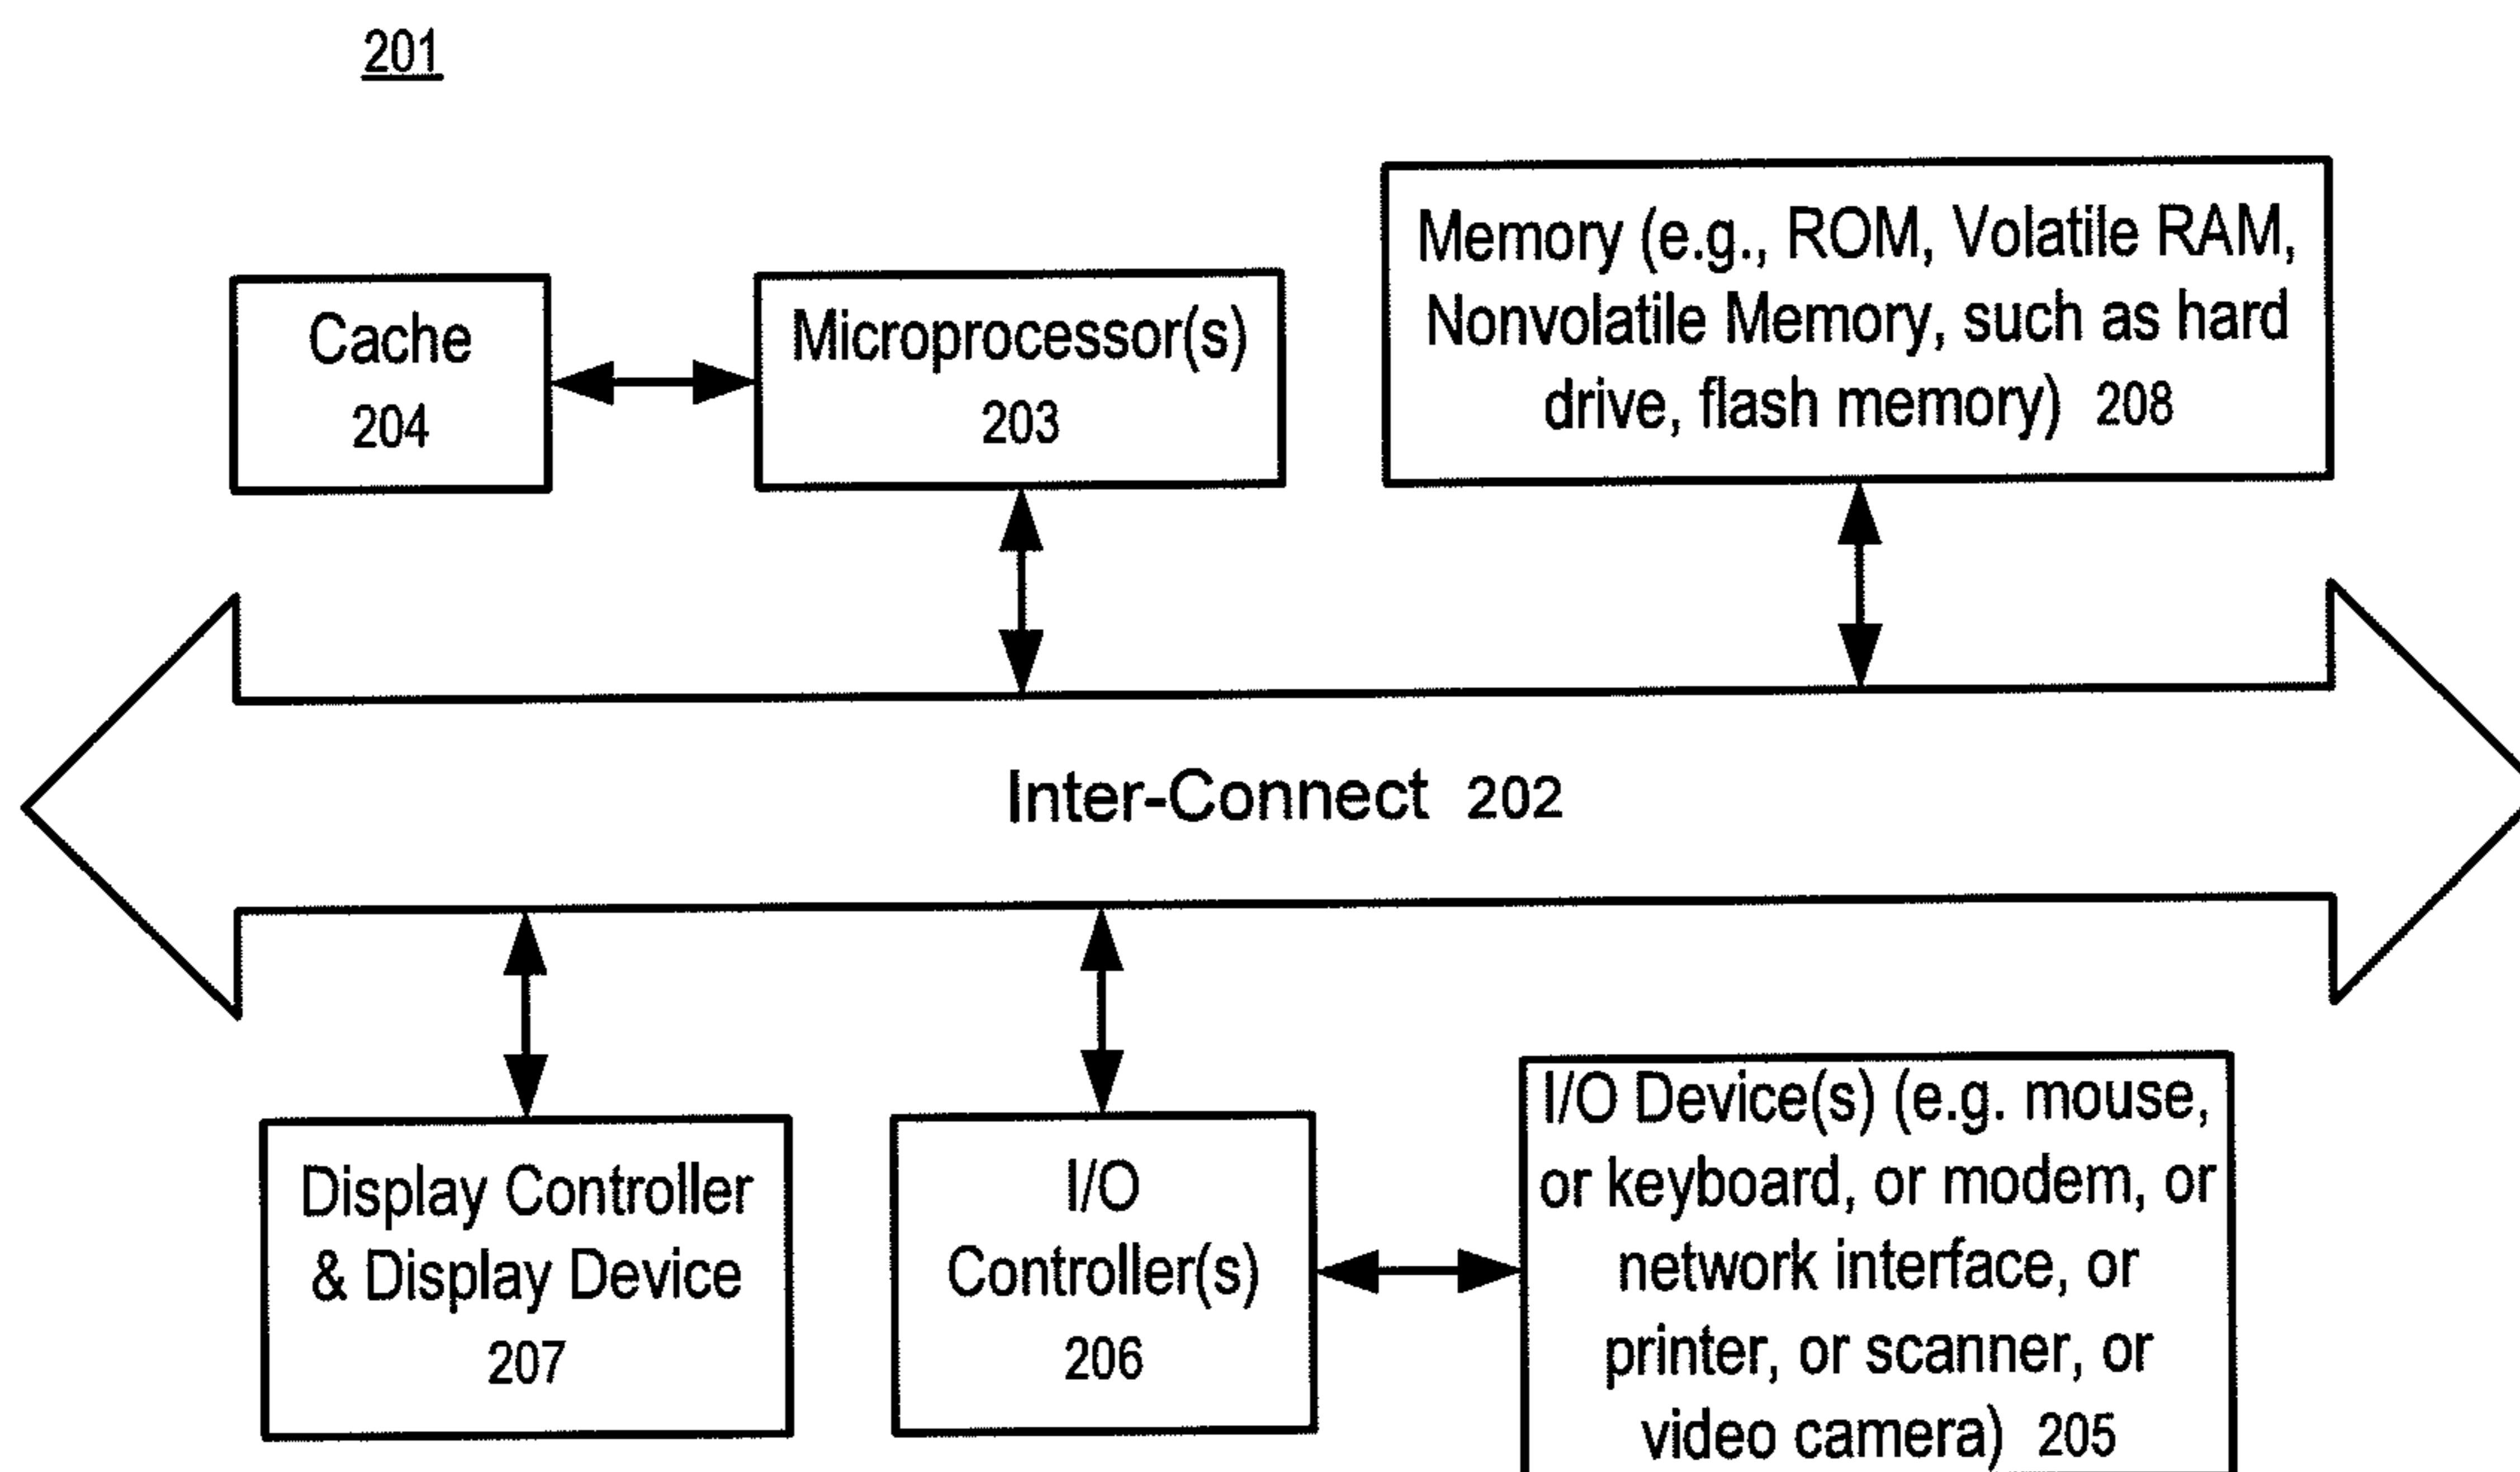 201
Cache
204
Microprocessor(s)
203
Memory (e.g., ROM, Volatile RAM,
Nonvolatile Memory, such as hard
drive, flash memory) 208
Inter-Connect 202
Display Controller
& Display Device
207
I/O
Controller(s)
206
I/O Device(s) (e.g. mouse,
or keyboard, or modem, or
network interface, or
printer, or scanner, or
video camera) 205